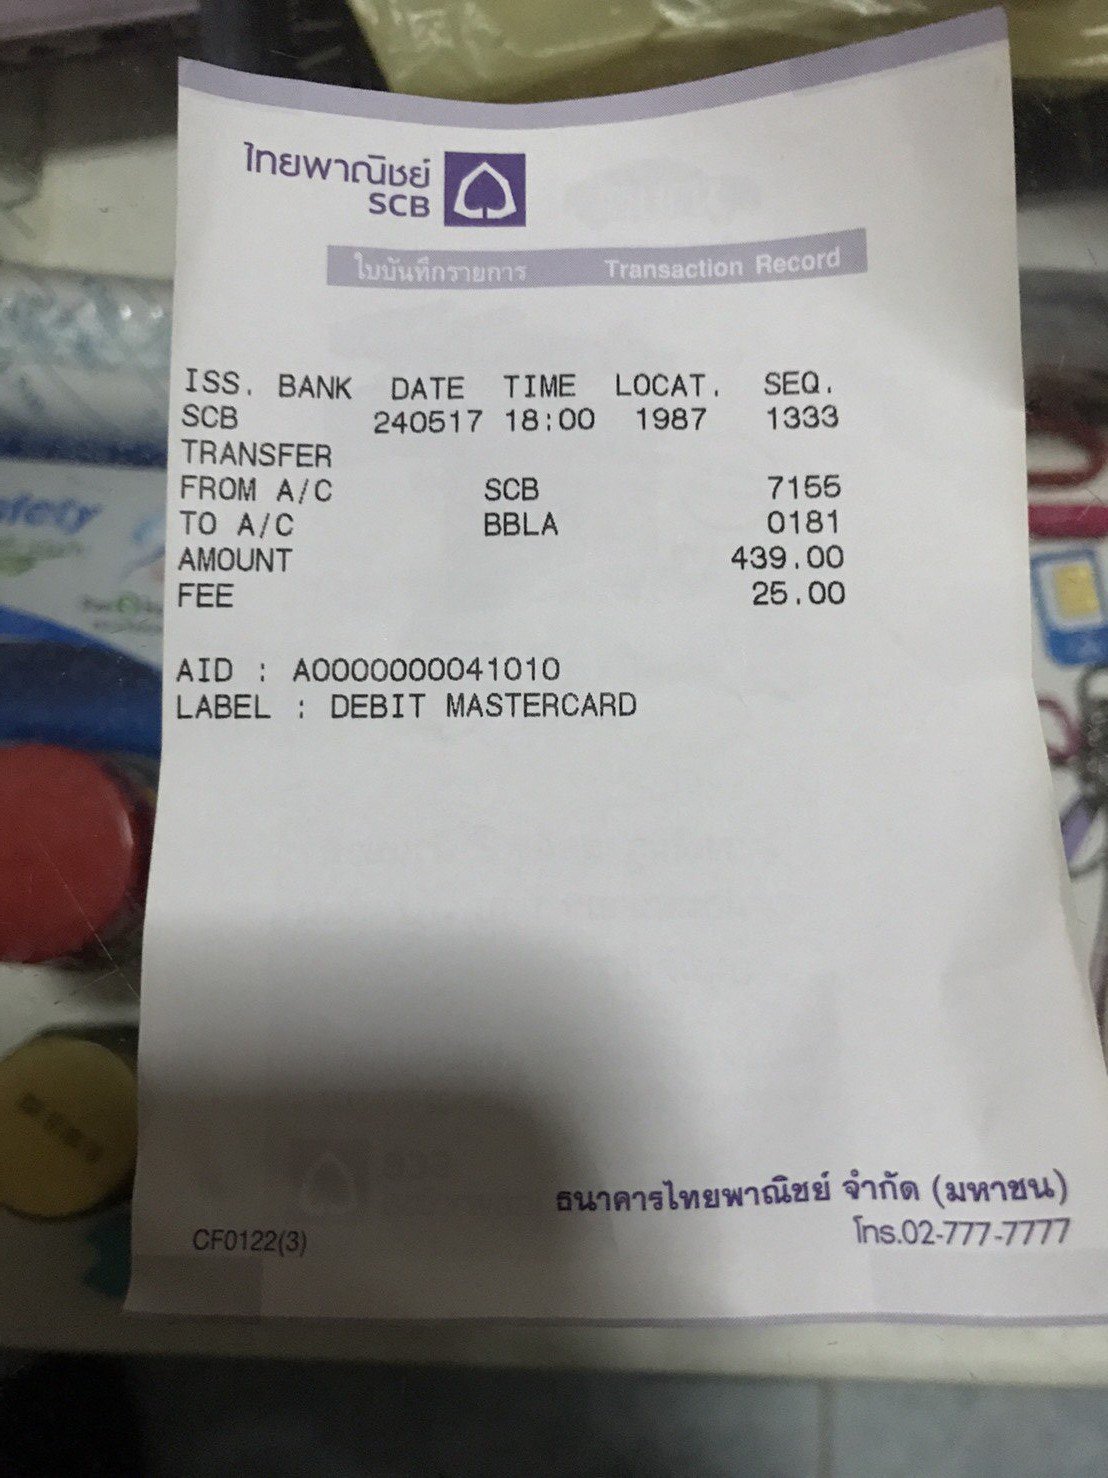 ไทยพาณิชย์
SCB
ใบบันทึกรายการ Transaction Record
ISS. BANK DATE TIME LOCAT. SEQ.
SCB 240517 18:00 1987 1333
TRANSFER
FROM A/C SCB 7155
TO A/C BBLA 0181
AMOUNT 439.00
FEE 25.00
AID : A0000000041010
LABEL : DEBIT MASTERCARD
ธนาคารไทยพาณิชย์ จำกัด (มหาชน)
CF0122(3) โทร.02-777-7777